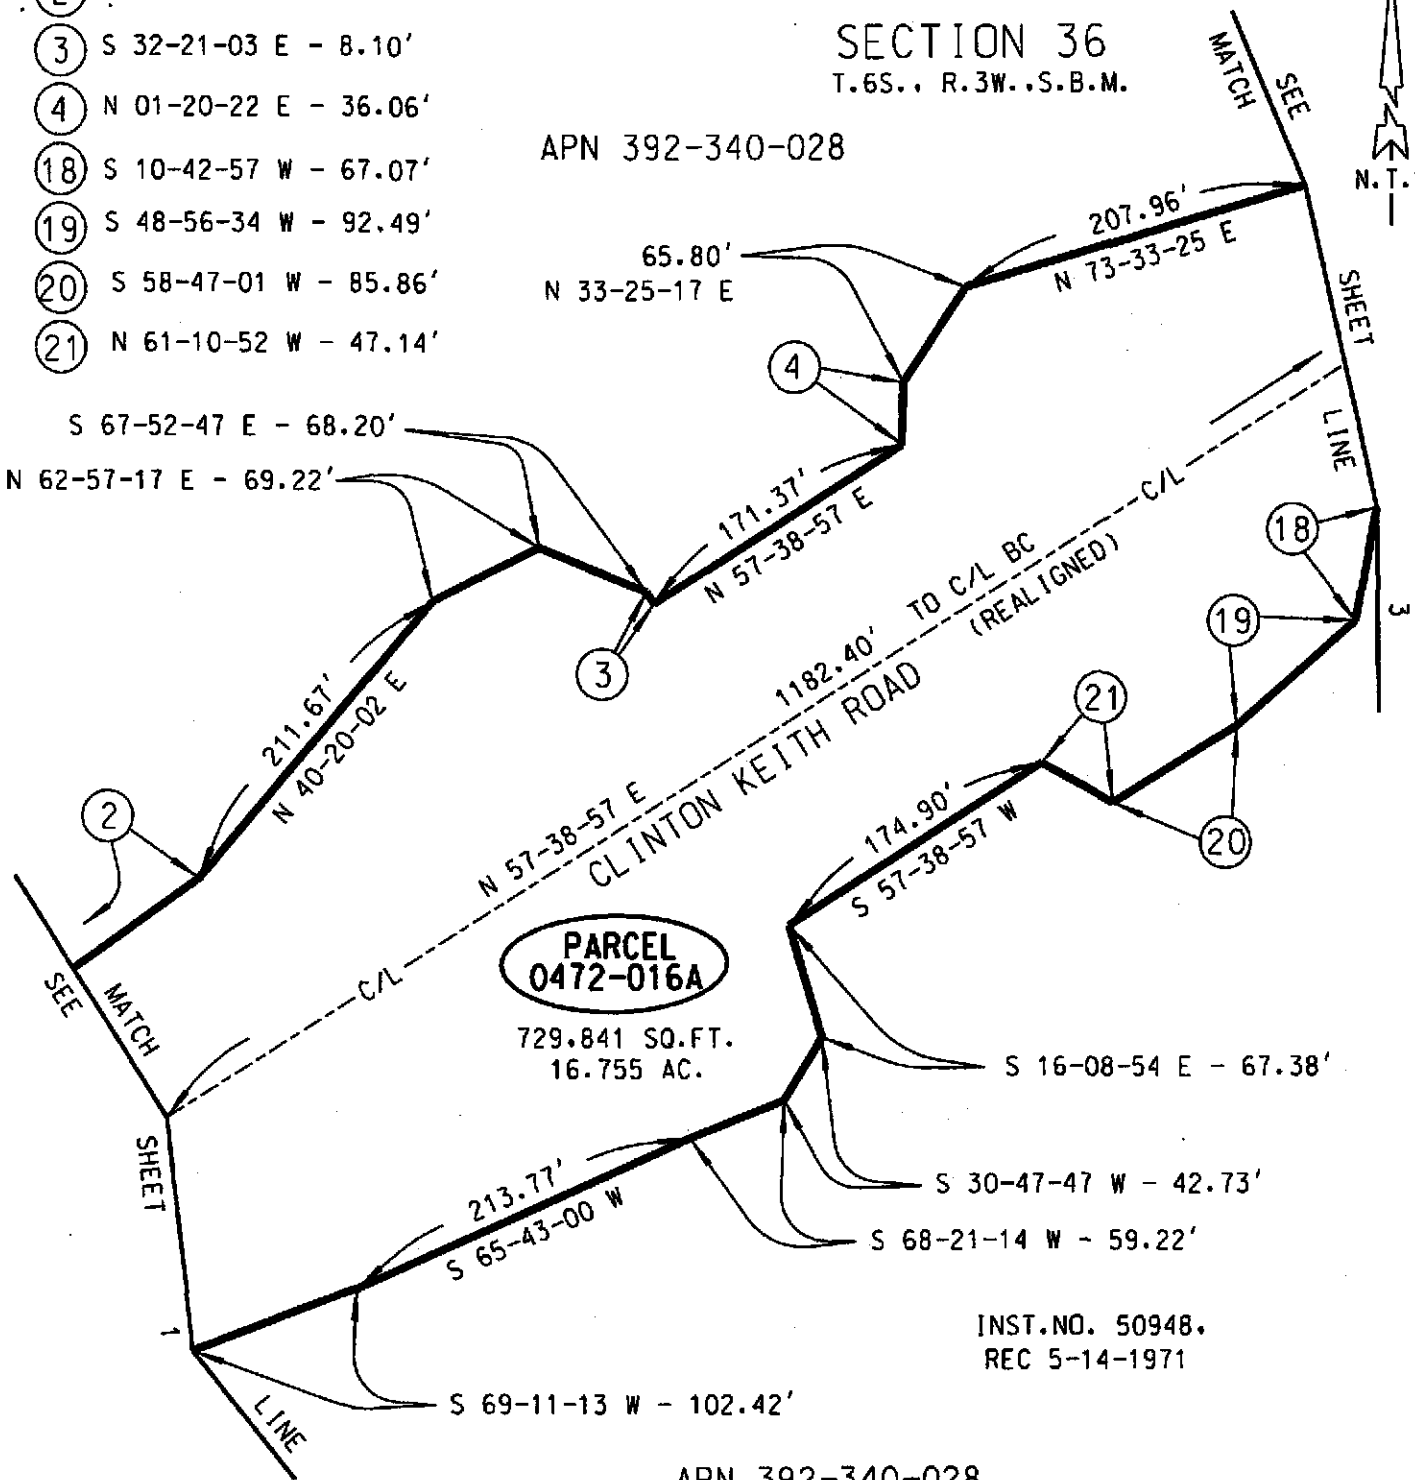 2
3 S 32-21-03 E - 8.10'
4 N 01-20-22 E - 36.06'
18 S 10-42-57 W - 67.07'
19 S 48-56-34 W - 92.49'
20 S 58-47-01 W - 85.86'
21 N 61-10-52 W - 47.14'
SECTION 36
T.6S., R.3W.,S.B.M.
APN 392-340-028
SEE
MATCH
SHEET
LINE
3
N.T.
207.96'
N 73-33-25 E
65.80'
N 33-25-17 E
4
S 67-52-47 E - 68.20'
N 62-57-17 E - 69.22'
171.37'
N 57-38-57 E
3
211.67'
N 40-20-02 E
2
18
19
21
20
C/L
1182.40' TO C/L BC
(REALIGNED)
N 57-38-57 E
CLINTON KEITH ROAD
C/L
174.90'
S 57-38-57 W
PARCEL
0472-016A
729,841 SQ.FT.
16.755 AC.
SEE
MATCH
SHEET
1
LINE
S 16-08-54 E - 67.38'
S 30-47-47 W - 42.73'
S 68-21-14 W - 59.22'
213.77'
S 65-43-00 W
S 69-11-13 W - 102.42'
INST.NO. 50948,
REC 5-14-1971
APN 392-340-028